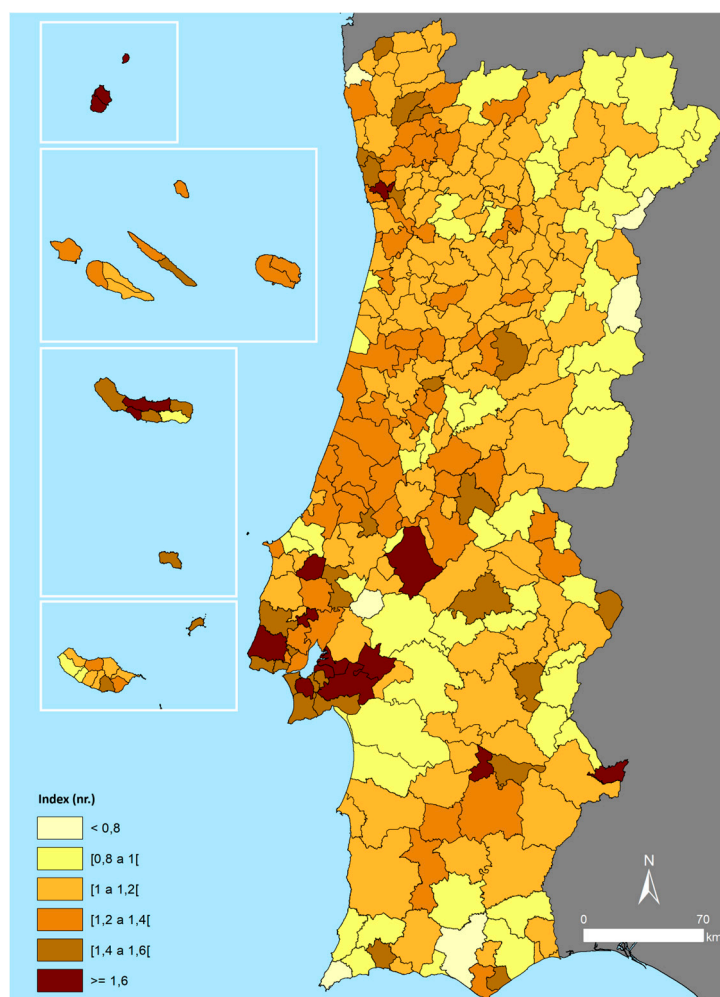 Index (nr.)
< 0,8
[0,8 a 1[
[1 a 1,2[
[1,2 a 1,4[
[1,4 a 1,6[
>= 1,6
N
0 70
km